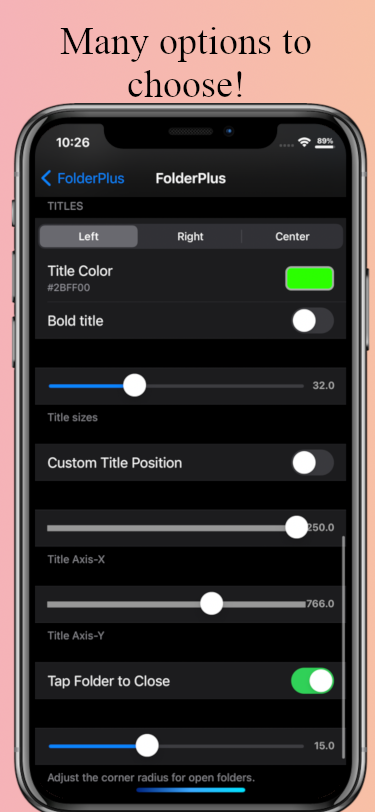 Many options to
choose!
10:26
89%
FolderPlus
FolderPlus
TITLES
Left Right Center
Title Color
#2BFF00
Bold title
32.0
Title sizes
Custom Title Position
250.0
Title Axis-X
766.0
Title Axis-Y
Tap Folder to Close
15.0
Adjust the corner radius for open folders.